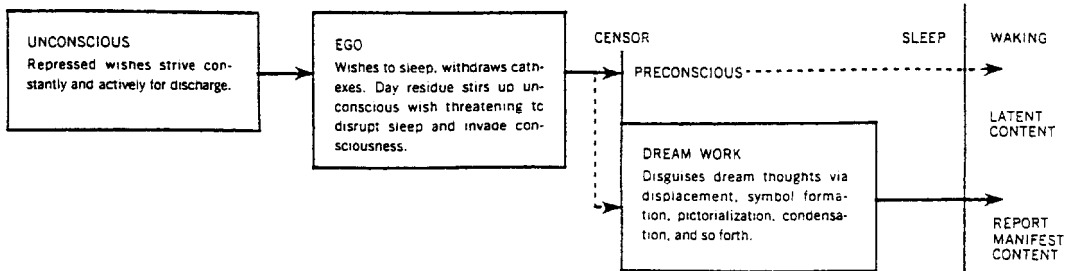 UNCONSCIOUS
Repressed wishes strive con-
stantly and actively for discharge.
EGO
Wishes to sleep, withdraws cath-
exes. Day residue stirs up un-
conscious wish threatening to
disrupt sleep and invade con-
sciousness.
CENSOR
SLEEP
WAKING
PRECONSCIOUS
LATENT
CONTENT
DREAM WORK
Disguises dream thoughts via
displacement, symbol forma-
tion, pictorialization, condensa-
tion, and so forth.
REPORT
MANIFEST
CONTENT